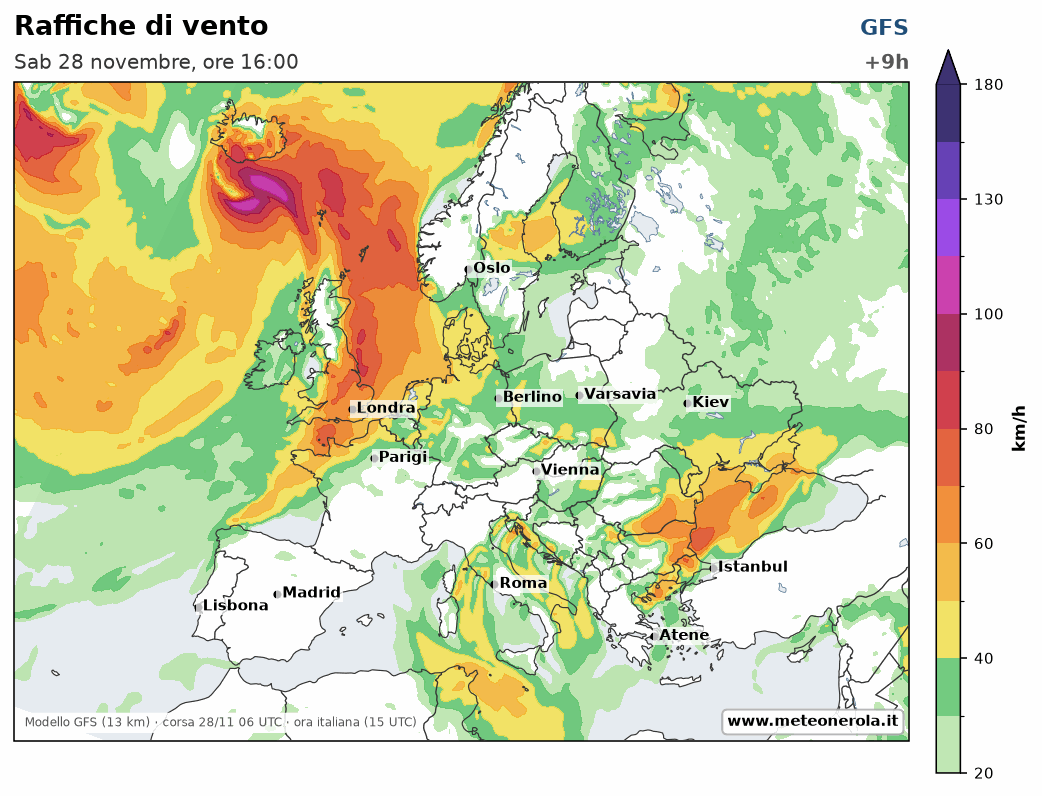 Raffiche di vento
GFS
Sab 28 novembre, ore 16:00
+9h
180
130
100
80
60
40
20
km/h
Oslo
Londra
Berlino
Varsavia
Kiev
Parigi
Vienna
Istanbul
Roma
Madrid
Lisbona
Atene
Modello GFS (13 km) · corsa 28/11 06 UTC · ora italiana (15 UTC)
www.meteonerola.it